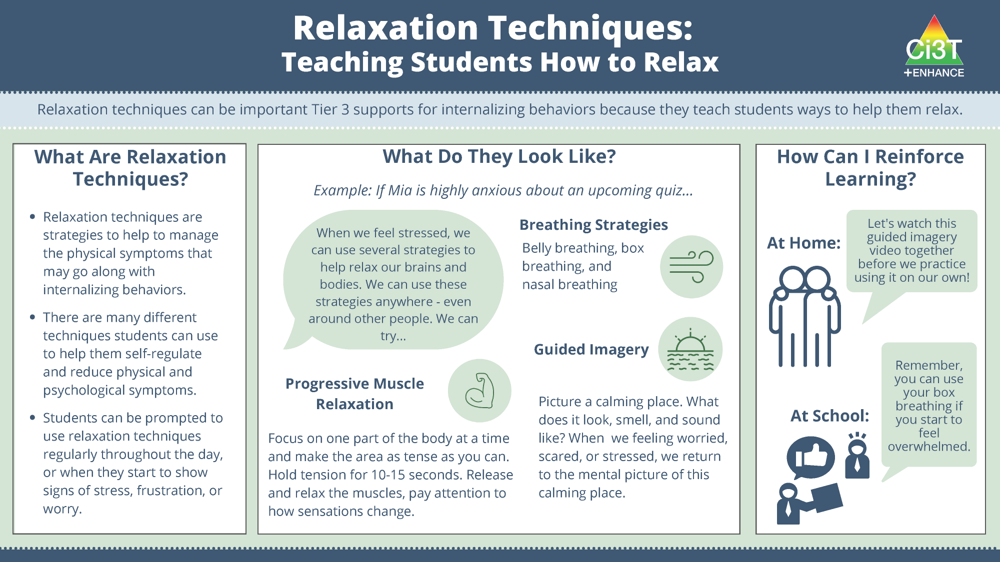 Relaxation Techniques:
Teaching Students How to Relax
Ci3T
+ENHANCE
Relaxation techniques can be important Tier 3 supports for internalizing behaviors because they teach students ways to help them relax.
What Are Relaxation
Techniques?
• Relaxation techniques are
strategies to help to manage
the physical symptoms that
may go along with
internalizing behaviors.
• There are many different
techniques students can use
to help them self-regulate
and reduce physical and
psychological symptoms.
• Students can be prompted to
use relaxation techniques
regularly throughout the day,
or when they start to show
signs of stress, frustration, or
worry.
What Do They Look Like?
Example: If Mia is highly anxious about an upcoming quiz...
When we feel stressed, we
can use several strategies to
help relax our brains and
bodies. We can use these
strategies anywhere - even
around other people. We can
try...
Breathing Strategies
Belly breathing, box
breathing, and
nasal breathing
Progressive Muscle
Relaxation
Focus on one part of the body at a time
and make the area as tense as you can.
Hold tension for 10-15 seconds. Release
and relax the muscles, pay attention to
how sensations change.
Guided Imagery
Picture a calming place. What
does it look, smell, and sound
like? When  we feeling worried,
scared, or stressed, we return
to the mental picture of this
calming place.
How Can I Reinforce
Learning?
At Home:
Let's watch this
guided imagery
video together
before we practice
using it on our own!
At School:
Remember,
you can use
your box
breathing if
you start to
feel
overwhelmed.